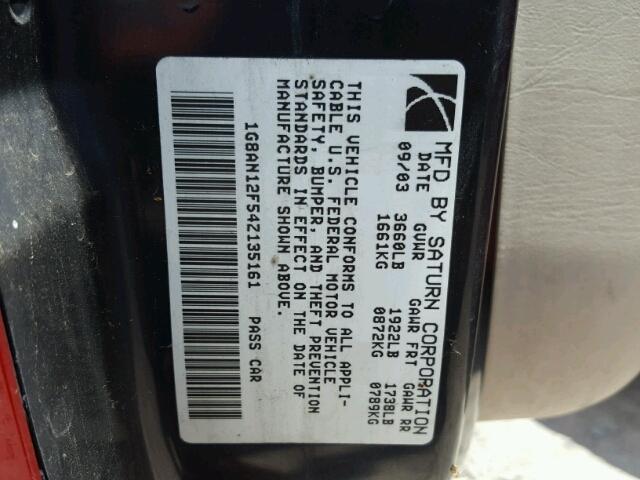 MFD BY SATURN CORPORATION
DATE GVWR GAWR FRT GAWR RR
09/03 3660LB 1922LB 1738LB
1661KG 0872KG 0789KG
THIS VEHICLE CONFORMS TO ALL APPLI-
CABLE U.S. FEDERAL MOTOR VEHICLE
SAFETY, BUMPER, AND THEFT PREVENTION
STANDARDS IN EFFECT ON THE DATE OF
MANUFACTURE SHOWN ABOVE.
1G8AN12F54Z135161 PASS CAR